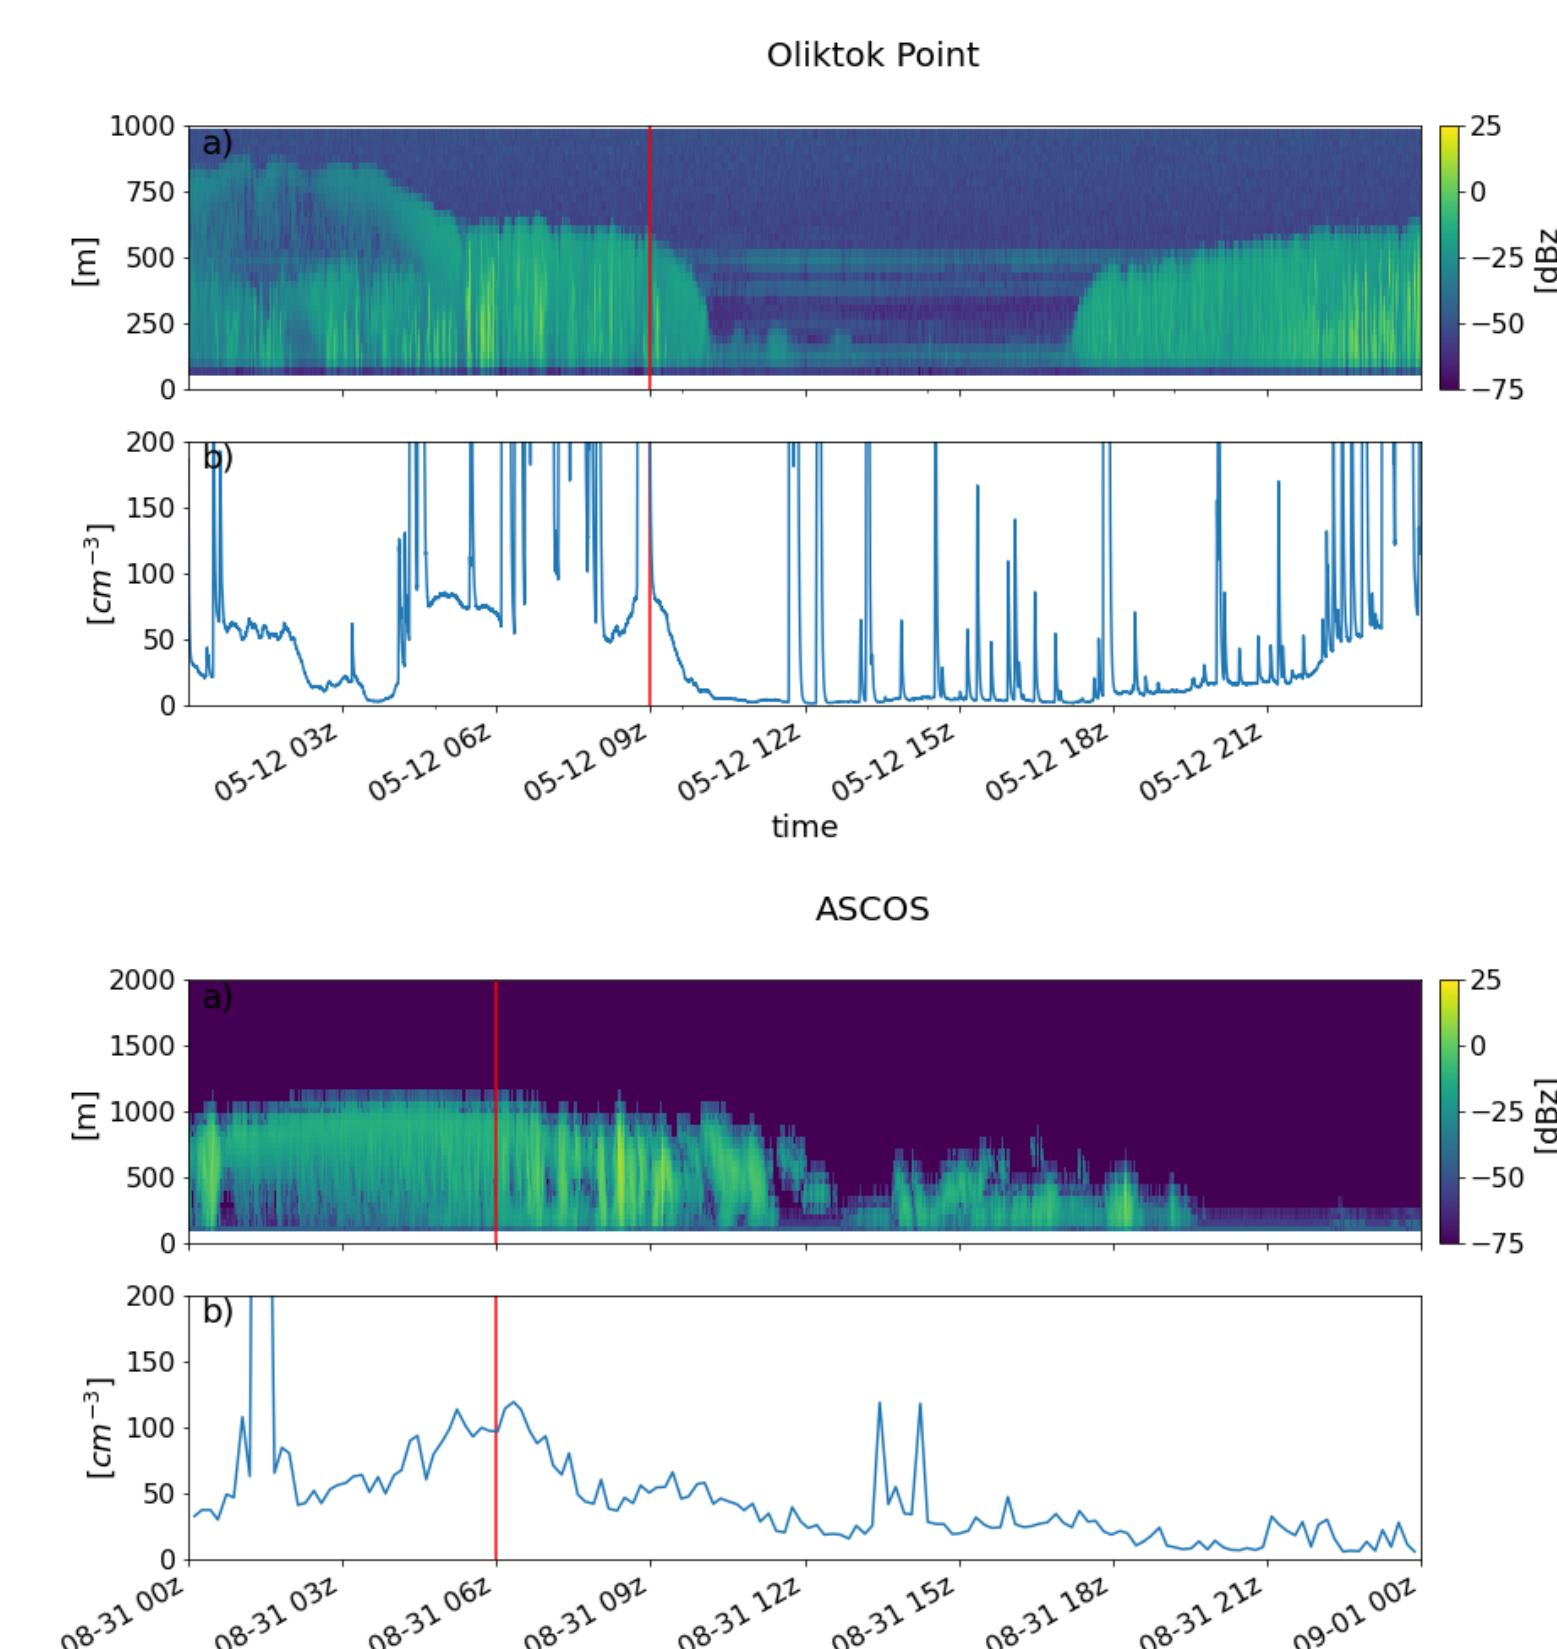 Oliktok Point
a)
1000
750
500
250
0
[m]
25
0
−25
−50
−75
[dBz
b)
200
150
100
50
0
[cm⁻³]
05-12 03z
05-12 06z
05-12 09z
05-12 12z
05-12 15z
05-12 18z
05-12 21z
time
ASCOS
a)
2000
1500
1000
500
0
[m]
25
0
−25
−50
−75
[dBz]
b)
200
150
100
50
0
[cm⁻³]
08-31 00z
08-31 03z
08-31 06z
08-31 09z
08-31 12z
08-31 15z
08-31 18z
08-31 21z
09-01 00z